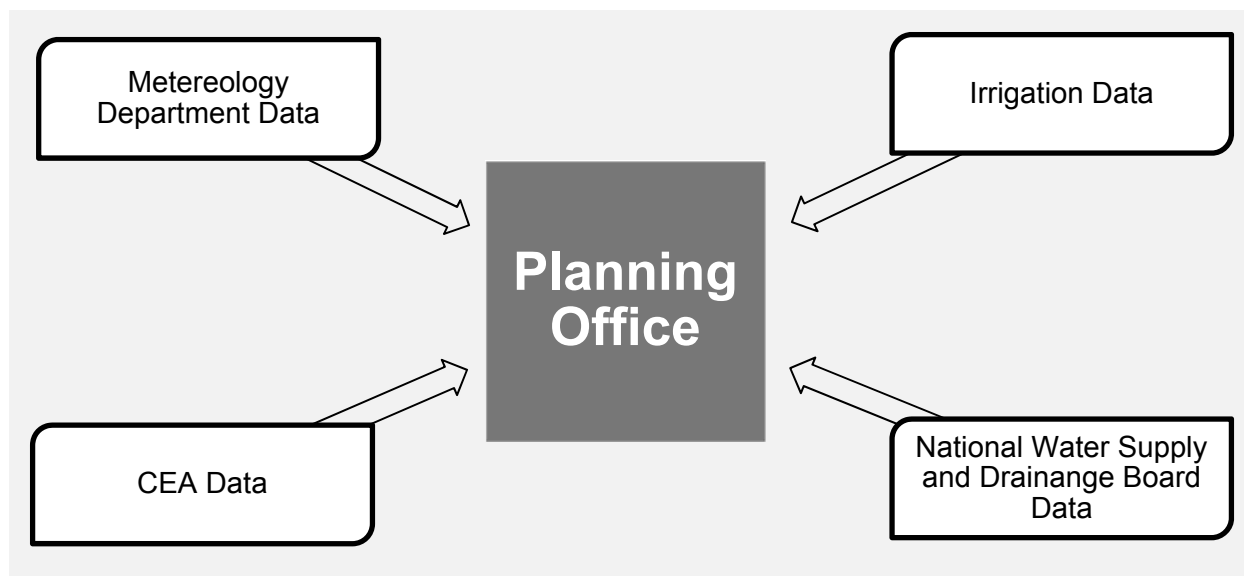 Metereology
Department Data
Irrigation Data
Planning
Office
CEA Data
National Water Supply
and Drainange Board
Data